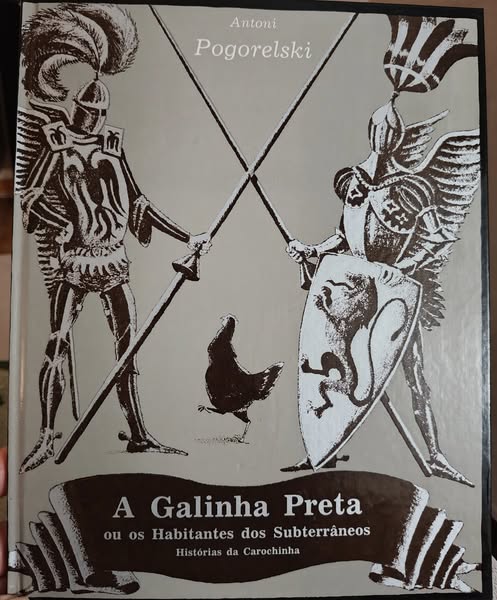 Antoni
Pogorelski
A Galinha Preta
ou os Habitantes dos Subterrâneos
Histórias da Carochinha